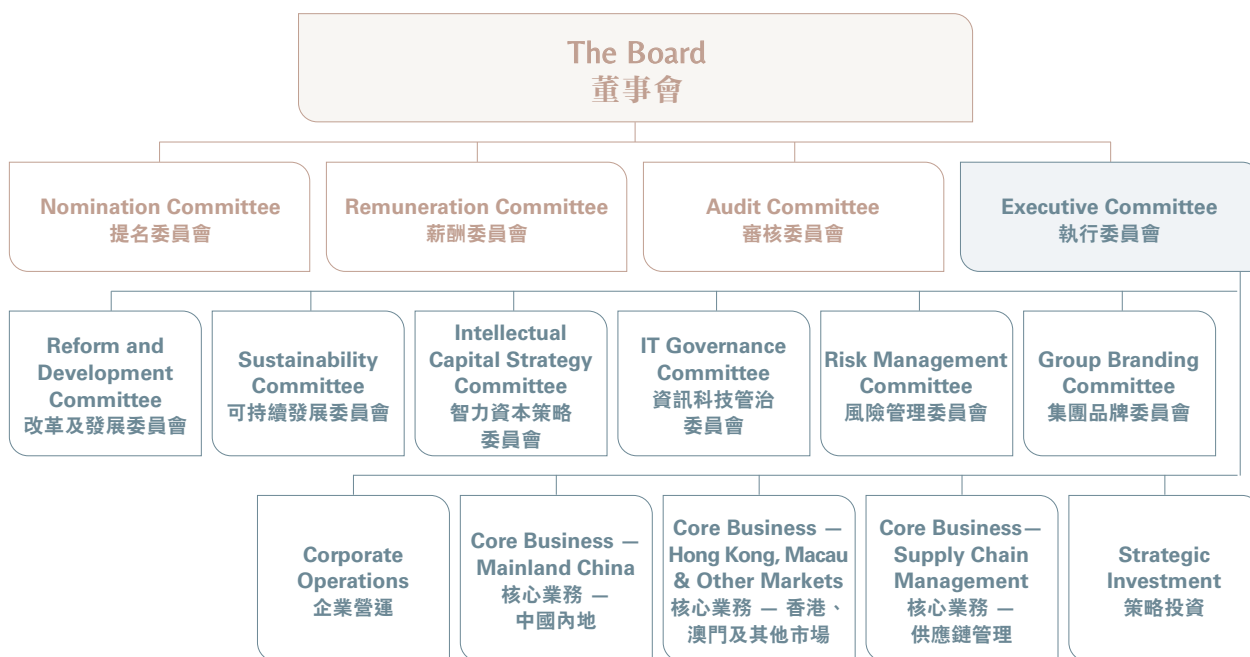 The Board
董事會
Nomination Committee
提名委員會
Remuneration Committee
薪酬委員會
Audit Committee
審核委員會
Executive Committee
執行委員會
Reform and
Development
Committee
改革及發展委員會
Sustainability
Committee
可持續發展委員會
Intellectual
Capital Strategy
Committee
智力資本策略
委員會
IT Governance
Committee
資訊科技管治
委員會
Risk Management
Committee
風險管理委員會
Group Branding
Committee
集團品牌委員會
Corporate
Operations
企業營運
Core Business —
Mainland China
核心業務 —
中國內地
Core Business —
Hong Kong, Macau
& Other Markets
核心業務 — 香港、
澳門及其他市場
Core Business—
Supply Chain
Management
核心業務 —
供應鏈管理
Strategic
Investment
策略投資